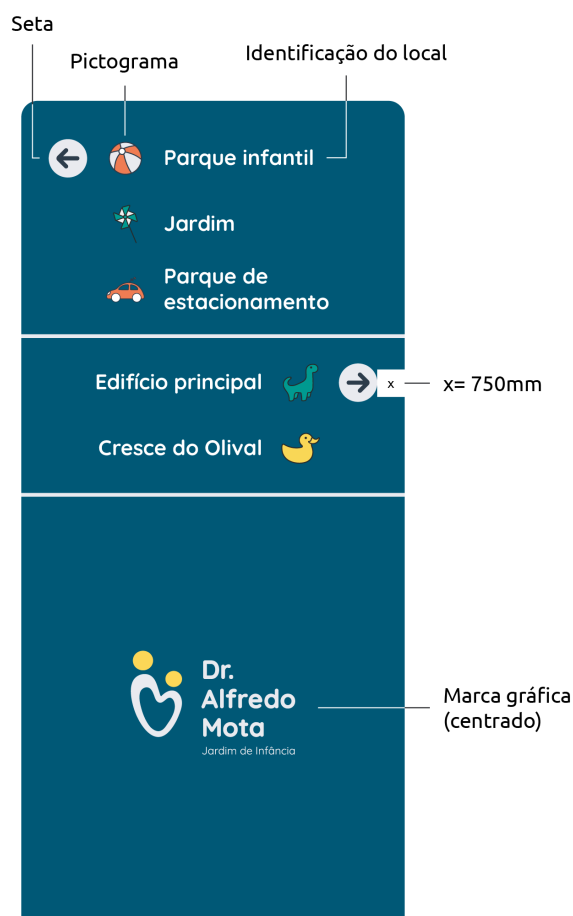 Seta
Pictograma
Identificação do local
Parque infantil
Jardim
Parque de
estacionamento
Edifício principal
x
x= 750mm
Cresce do Olival
Dr.
Alfredo
Mota
Jardim de Infância
Marca gráfica
(centrado)